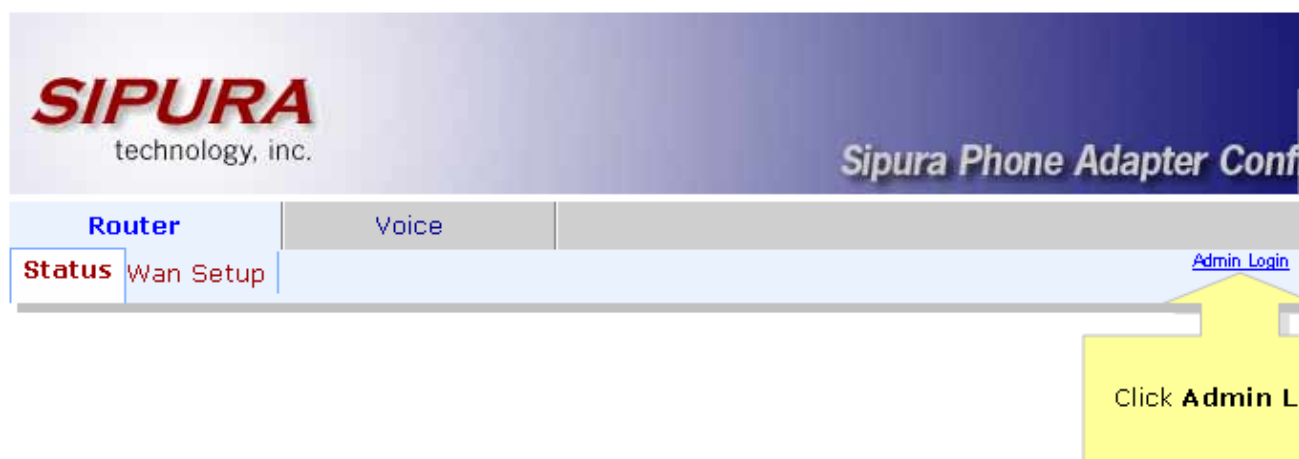 SIPURA
technology, inc.
Sipura Phone Adapter Conf
Router Voice
Status Wan Setup Admin Login
Click Admin L